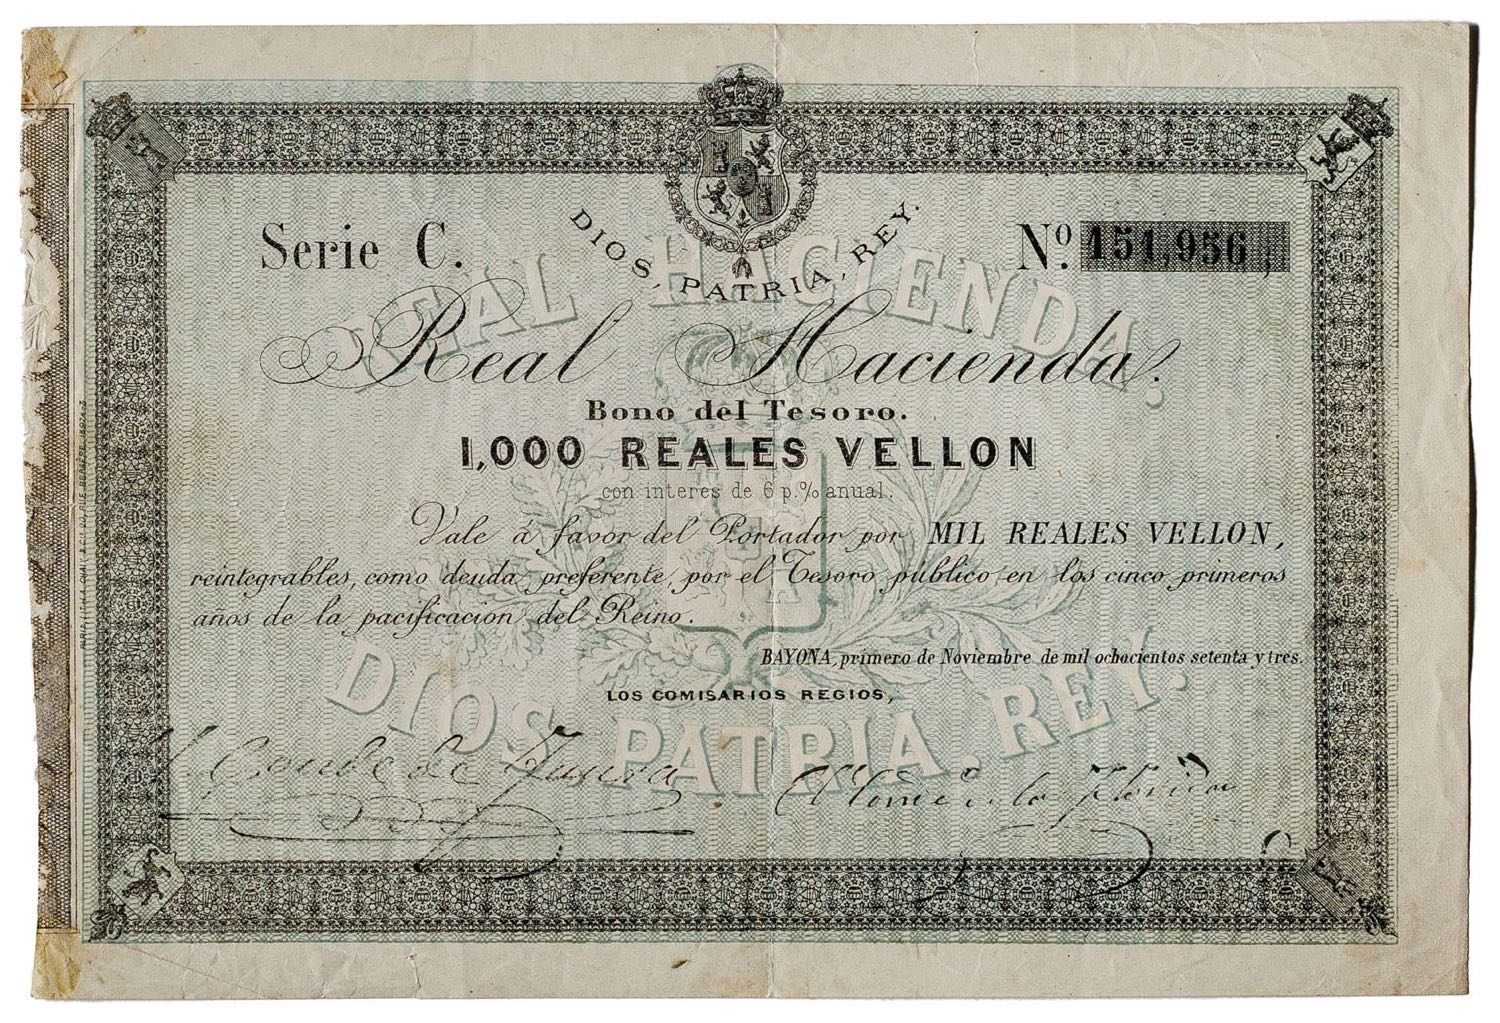 Serie C.
Nº 151,956,
DIOS, PATRIA, REY.
REAL HACIENDA.
Real Hacienda.
Bono del Tesoro.
1,000 REALES VELLON
con interes de 6 p.% anual.
Vale á favor del Portador por MIL REALES VELLON,
reintegrables, como deuda preferente, por el Tesoro público en los cinco primeros
años de la pacificacion del Reino.
BAYONA, primero de Noviembre de mil ochocientos setenta y tres.
LOS COMISARIOS REGIOS,
DIOS. PATRIA. REY.